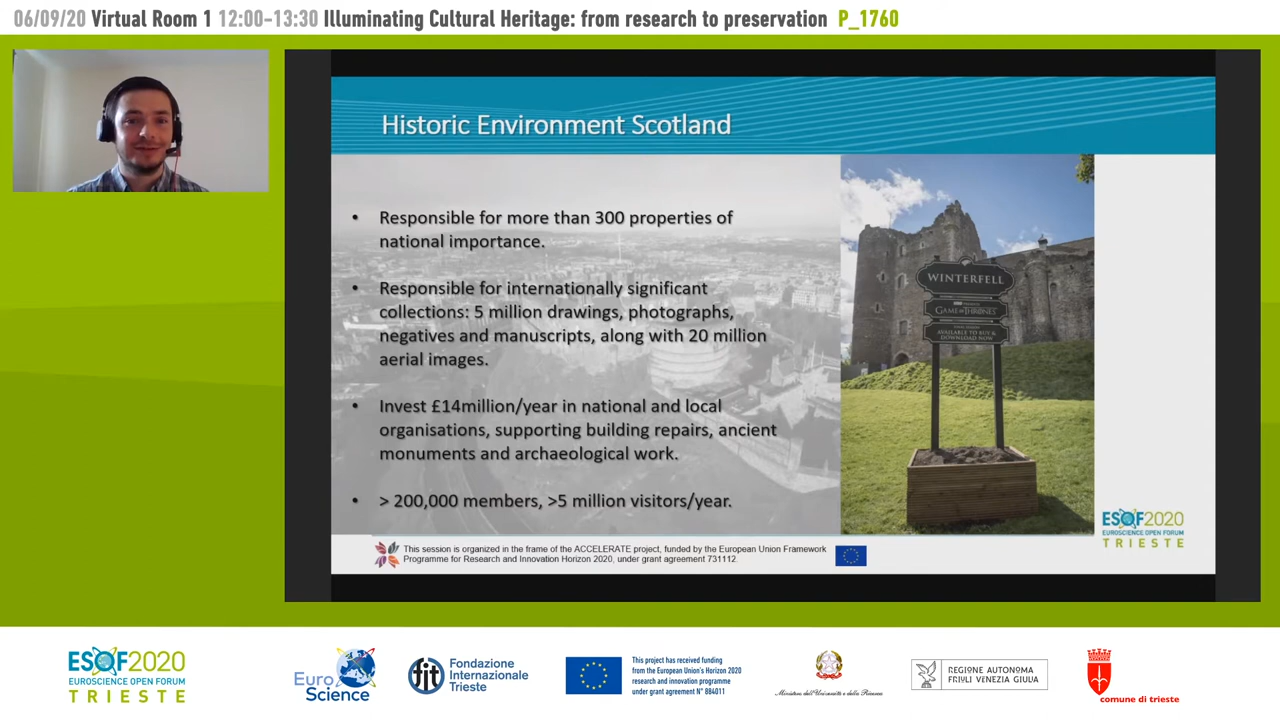 06/09/20 Virtual Room 1 12:00-13:30 Illuminating Cultural Heritage: from research to preservation P_1760
Historic Environment Scotland
• Responsible for more than 300 properties of
national importance.
• Responsible for internationally significant
collections: 5 million drawings, photographs,
negatives and manuscripts, along with 20 million
aerial images.
• Invest £14million/year in national and local
organisations, supporting building repairs, ancient
monuments and archaeological work.
• > 200,000 members, >5 million visitors/year.
WINTERFELL
GAME OF THRONES
AVAILABLE TO BUY &
DOWNLOAD NOW
ESOF2020
EUROSCIENCE OPEN FORUM
TRIESTE
This session is organized in the frame of the ACCELERATE project, funded by the European Union Framework
Programme for Research and Innovation Horizon 2020, under grant agreement 731112.
ESOF2020
EUROSCIENCE OPEN FORUM
TRIESTE
Euro
Science
fit
Fondazione
Internazionale
Trieste
This project has received funding
from the European Union's Horizon 2020
research and innovation programme
under grant agreement N° 884011
Ministero dell'Università e della Ricerca
REGIONE AUTONOMA
FRIULI VENEZIA GIULIA
comune di trieste